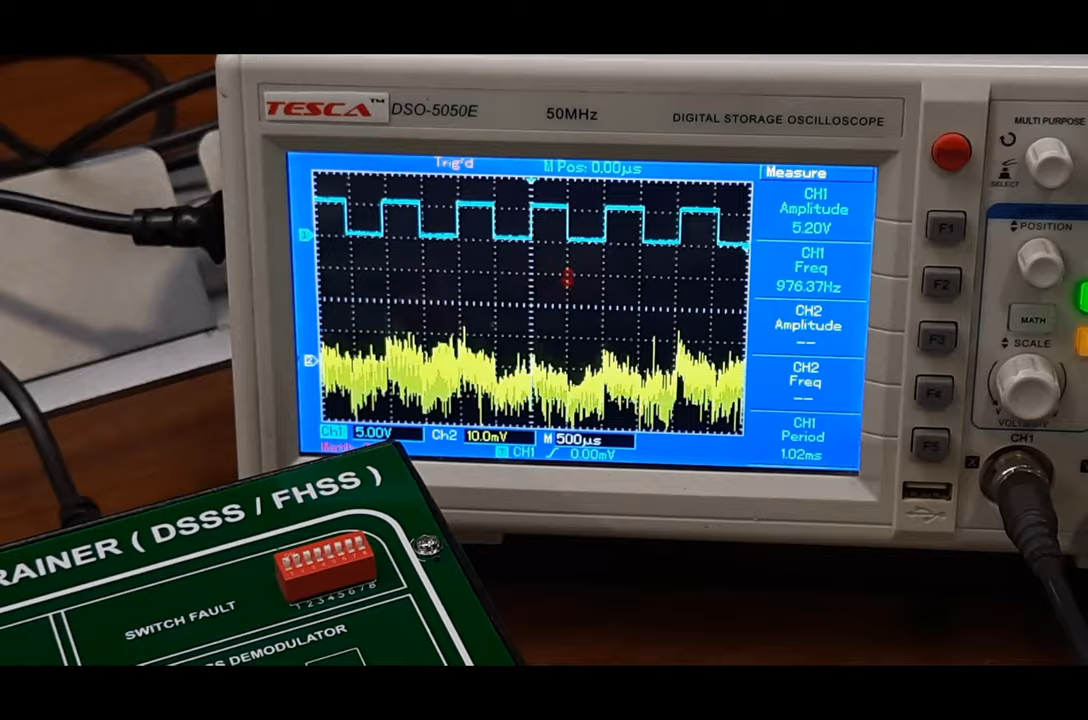 TESCA™ DSO-5050E 50MHz DIGITAL STORAGE OSCILLOSCOPE
MULTI PURPOSE
SELECT
Trig'd M Pos: 0.00µs Measure
CH1
Amplitude
5.20V
CH1
Freq
976.37Hz
CH2
Amplitude
--
CH2
Freq
--
CH1
Period
1.02ms
1
2
Ch1 5.00V Ch2 10.0mV M 500µs
CH1 0.00mV
F1
F2
F3
F4
F5
POSITION
MATH
SCALE
CH1
X
RAINER ( DSSS / FHSS )
1 2 3 4 5 6 7 8
SWITCH FAULT
DEMODULATOR